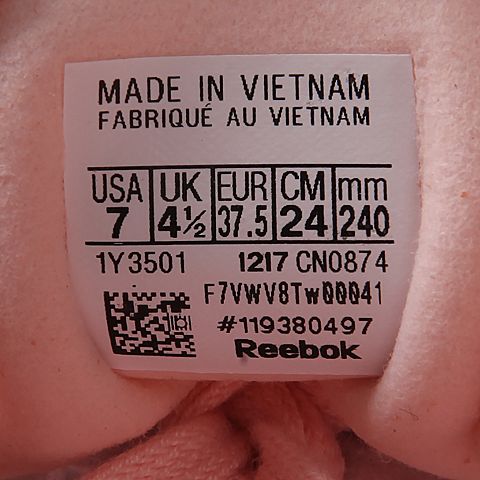 MADE IN VIETNAM
FABRIQUÉ AU VIETNAM
USA UK EUR CM mm
7 4½ 37.5 24 240
1Y3501 1217 CN0874
F7VWV8Tw00041
#119380497
Reebok